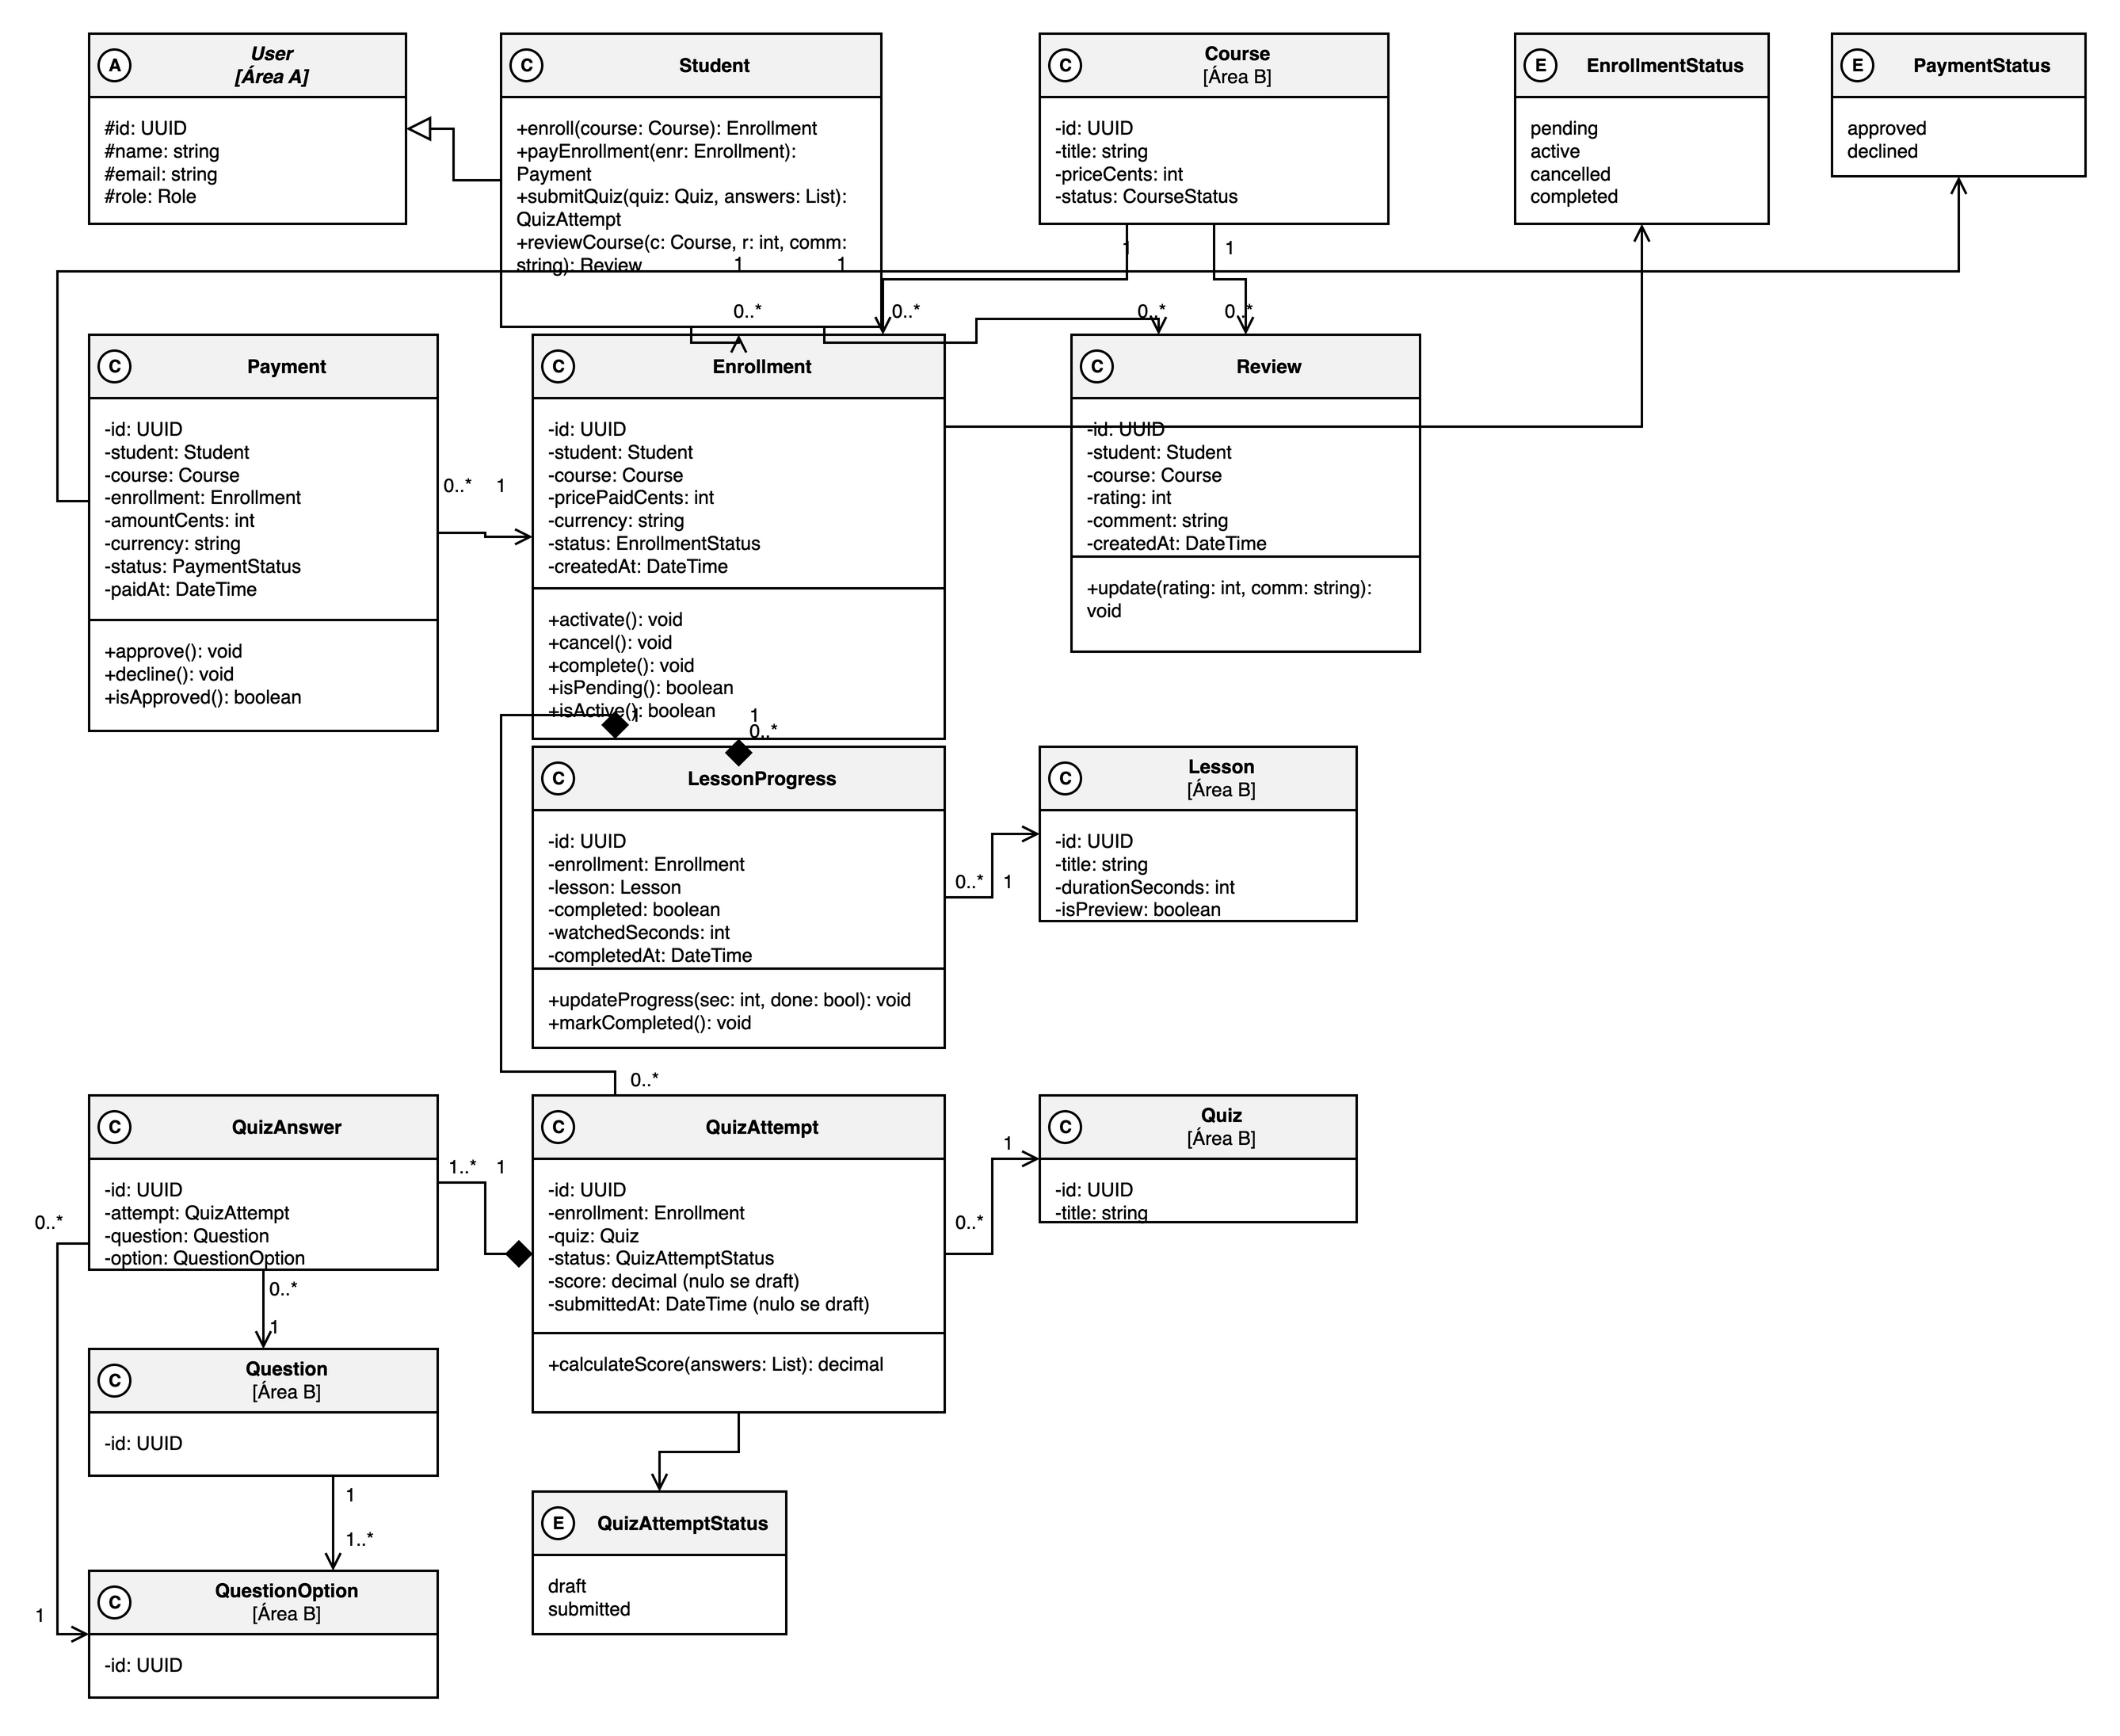 A
User
[Área A]
#id: UUID
#name: string
#email: string
#role: Role
C
Student
+enroll(course: Course): Enrollment
+payEnrollment(enr: Enrollment):
Payment
+submitQuiz(quiz: Quiz, answers: List):
QuizAttempt
+reviewCourse(c: Course, r: int, comm:
string): Review
1
1
C
Course
[Área B]
-id: UUID
-title: string
-priceCents: int
-status: CourseStatus
1
1
E
EnrollmentStatus
pending
active
cancelled
completed
E
PaymentStatus
approved
declined
0..*
0..*
0..*
0..*
C
Payment
-id: UUID
-student: Student
-course: Course
-enrollment: Enrollment
-amountCents: int
-currency: string
-status: PaymentStatus
-paidAt: DateTime
+approve(): void
+decline(): void
+isApproved(): boolean
0..*
1
C
Enrollment
-id: UUID
-student: Student
-course: Course
-pricePaidCents: int
-currency: string
-status: EnrollmentStatus
-createdAt: DateTime
+activate(): void
+cancel(): void
+complete(): void
+isPending(): boolean
+isActive(): boolean
1
1
0..*
C
Review
-id: UUID
-student: Student
-course: Course
-rating: int
-comment: string
-createdAt: DateTime
+update(rating: int, comm: string):
void
C
LessonProgress
-id: UUID
-enrollment: Enrollment
-lesson: Lesson
-completed: boolean
-watchedSeconds: int
-completedAt: DateTime
+updateProgress(sec: int, done: bool): void
+markCompleted(): void
0..*
1
C
Lesson
[Área B]
-id: UUID
-title: string
-durationSeconds: int
-isPreview: boolean
0..*
C
QuizAnswer
-id: UUID
-attempt: QuizAttempt
-question: Question
-option: QuestionOption
1..*
1
0..*
0..*
1
C
QuizAttempt
-id: UUID
-enrollment: Enrollment
-quiz: Quiz
-status: QuizAttemptStatus
-score: decimal (nulo se draft)
-submittedAt: DateTime (nulo se draft)
+calculateScore(answers: List): decimal
1
0..*
C
Quiz
[Área B]
-id: UUID
-title: string
C
Question
[Área B]
-id: UUID
1
1..*
E
QuizAttemptStatus
draft
submitted
1
C
QuestionOption
[Área B]
-id: UUID